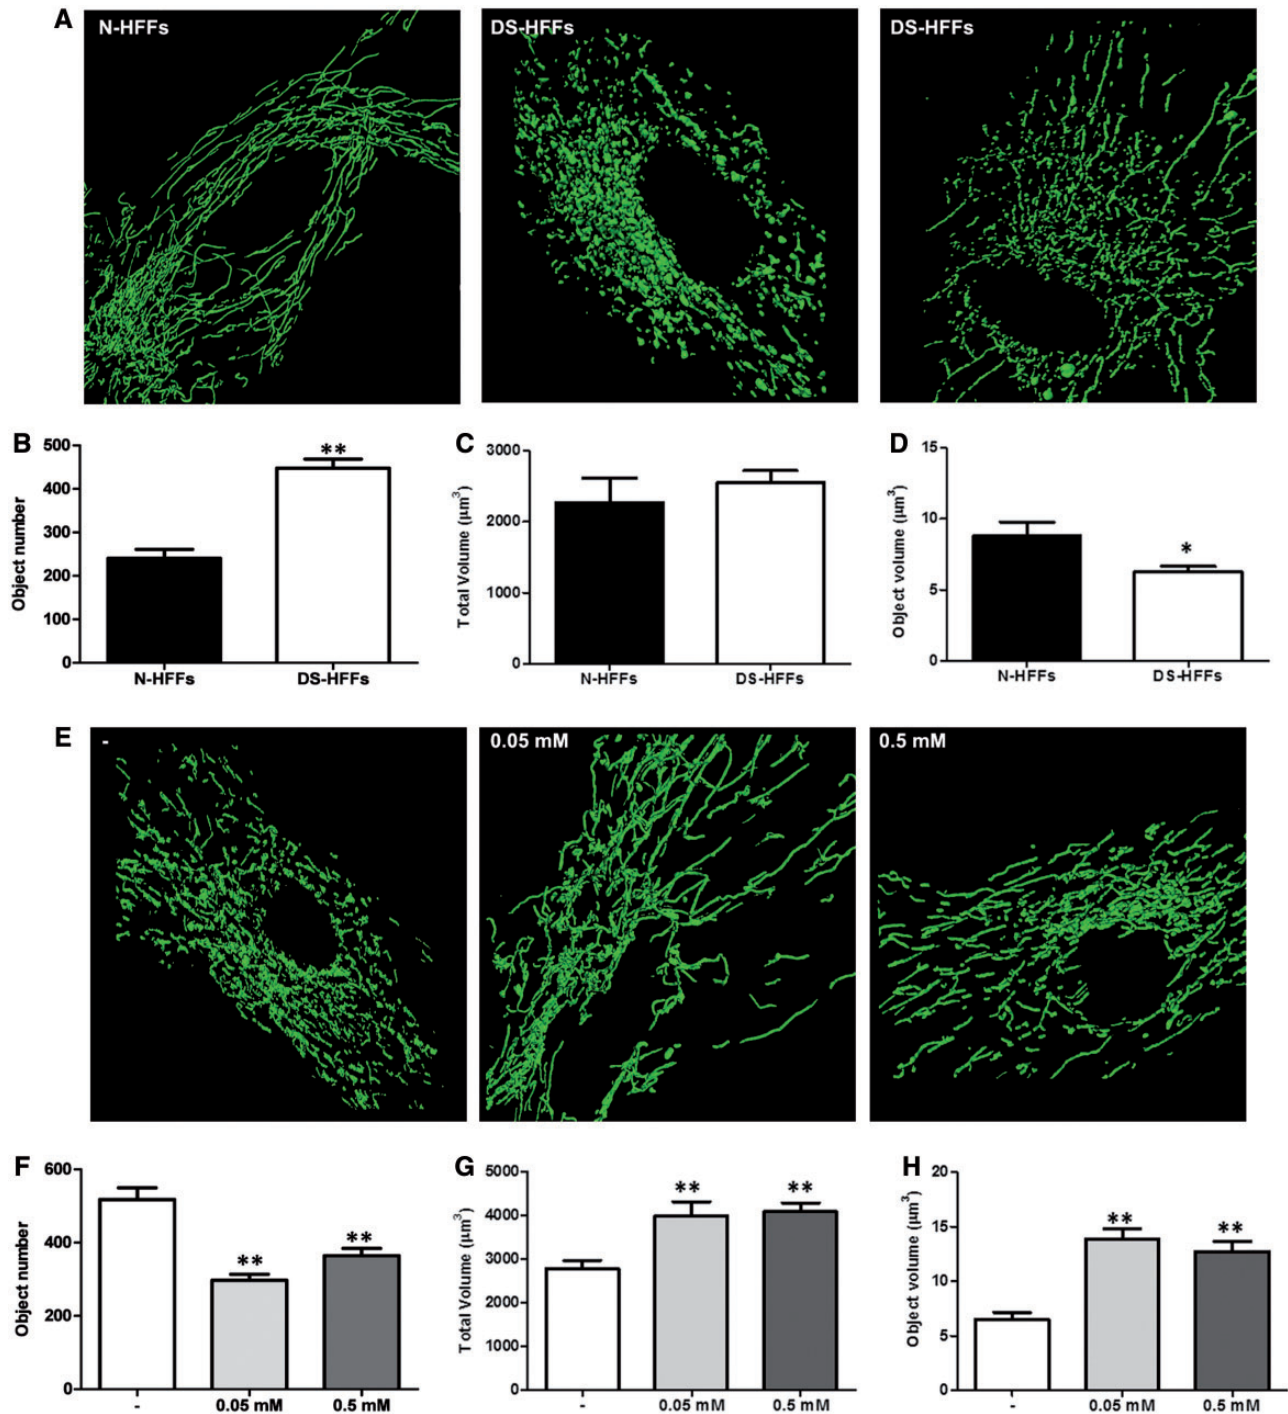 A
N-HFFs
DS-HFFs
DS-HFFs
B
Object number
500
400
300
200
100
0
**
N-HFFs
DS-HFFs
C
Total Volume (µm³)
3000
2000
1000
0
N-HFFs
DS-HFFs
D
Object volume (µm³)
15
10
5
0
*
N-HFFs
DS-HFFs
E
-
0.05 mM
0.5 mM
F
Object number
600
400
200
0
**
**
-
0.05 mM
0.5 mM
G
Total Volume (µm³)
5000
4000
3000
2000
1000
0
**
**
-
0.05 mM
0.5 mM
H
Object volume (µm³)
20
15
10
5
0
**
**
-
0.05 mM
0.5 mM